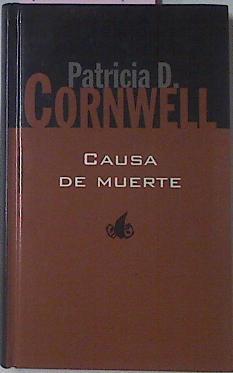 Patricia D.
CORNWELL
CAUSA
DE MUERTE